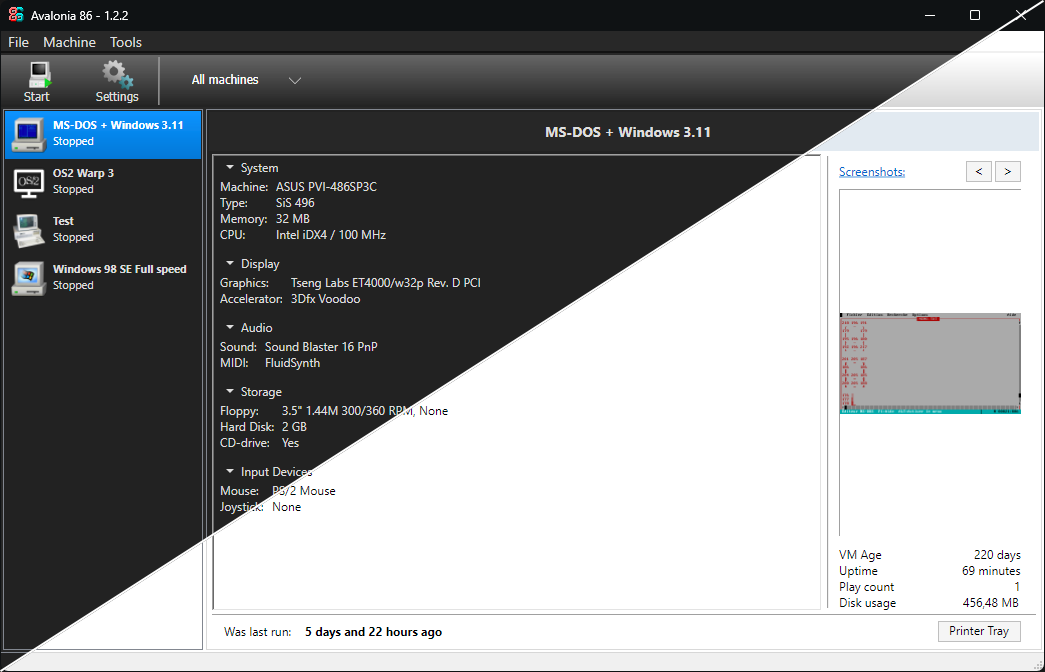 Avalonia 86 - 1.2.2
File Machine Tools
Start
Settings
All machines
MS-DOS + Windows 3.11
Stopped
OS2 Warp 3
Stopped
Test
Stopped
Windows 98 SE Full speed
Stopped
MS-DOS + Windows 3.11
System
Machine: ASUS PVI-486SP3C
Type: SiS 496
Memory: 32 MB
CPU: Intel iDX4 / 100 MHz
Display
Graphics: Tseng Labs ET4000/w32p Rev. D PCI
Accelerator: 3Dfx Voodoo
Audio
Sound: Sound Blaster 16 PnP
MIDI: FluidSynth
Storage
Floppy: 3.5" 1.44M 300/360 RPM, None
Hard Disk: 2 GB
CD-drive: Yes
Input Devices
Mouse: PS/2 Mouse
Joystick: None
Screenshots: < >
VM Age 220 days
Uptime 69 minutes
Play count 1
Disk usage 456,48 MB
Was last run: 5 days and 22 hours ago
Printer Tray